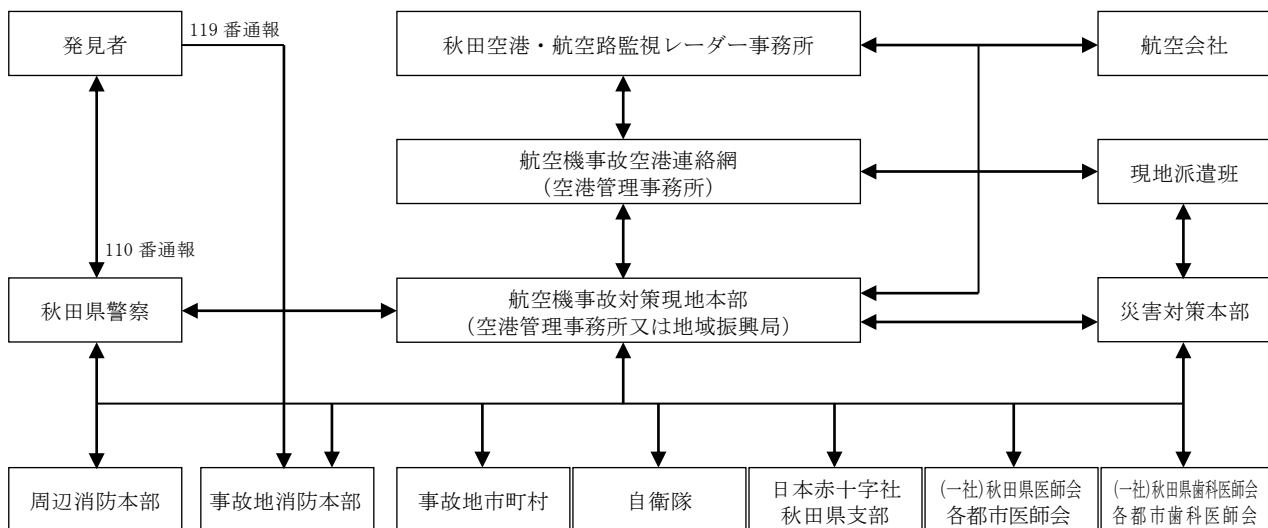 発見者
119 番通報
秋田空港・航空路監視レーダー事務所
航空会社
航空機事故空港連絡網
（空港管理事務所）
現地派遣班
110 番通報
秋田県警察
航空機事故対策現地本部
（空港管理事務所又は地域振興局）
災害対策本部
周辺消防本部
事故地消防本部
事故地市町村
自衛隊
日本赤十字社
秋田県支部
(一社)秋田県医師会
各都市医師会
(一社)秋田県歯科医師会
各都市歯科医師会